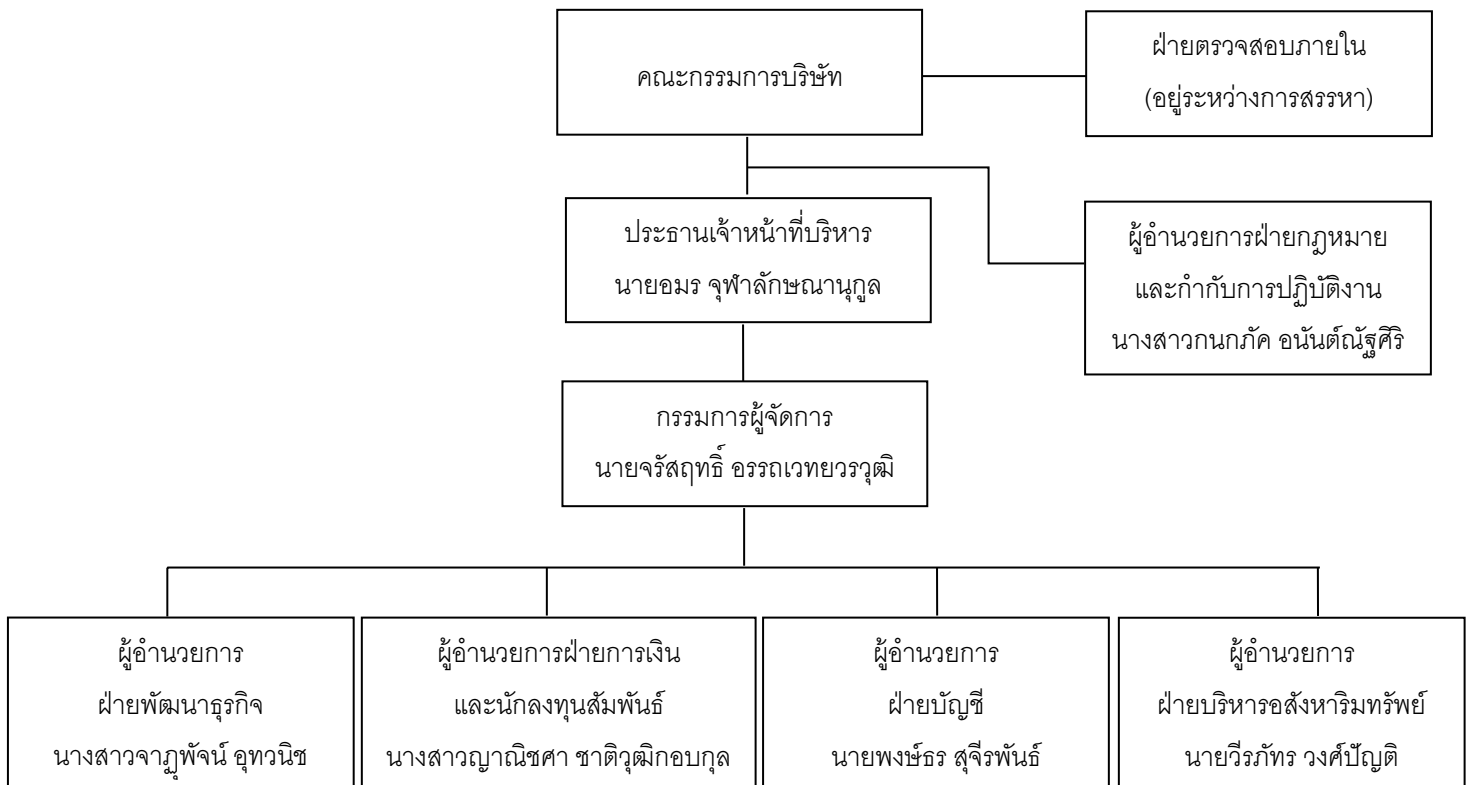 คณะกรรมการบริษัท
ฝ่ายตรวจสอบภายใน
(อยู่ระหว่างการสรรหา)
ประธานเจ้าหน้าที่บริหาร
นายอมร จุฬาลักษณานุกูล
ผู้อำนวยการฝ่ายกฎหมาย
และกำกับการปฏิบัติงาน
นางสาวกนกภัค อนันต์ณัฐศิริ
กรรมการผู้จัดการ
นายจรัสฤทธิ์ อรรถเวทยวรวุฒิ
ผู้อำนวยการ
ฝ่ายพัฒนาธุรกิจ
นางสาวจาฏุพัจน์ อุทวนิช
ผู้อำนวยการฝ่ายการเงิน
และนักลงทุนสัมพันธ์
นางสาวญาณิชศา ชาติวุฒิกอบกุล
ผู้อำนวยการ
ฝ่ายบัญชี
นายพงษ์ธร สุจีรพันธ์
ผู้อำนวยการ
ฝ่ายบริหารอสังหาริมทรัพย์
นายวีรภัทร วงศ์ปัญติ